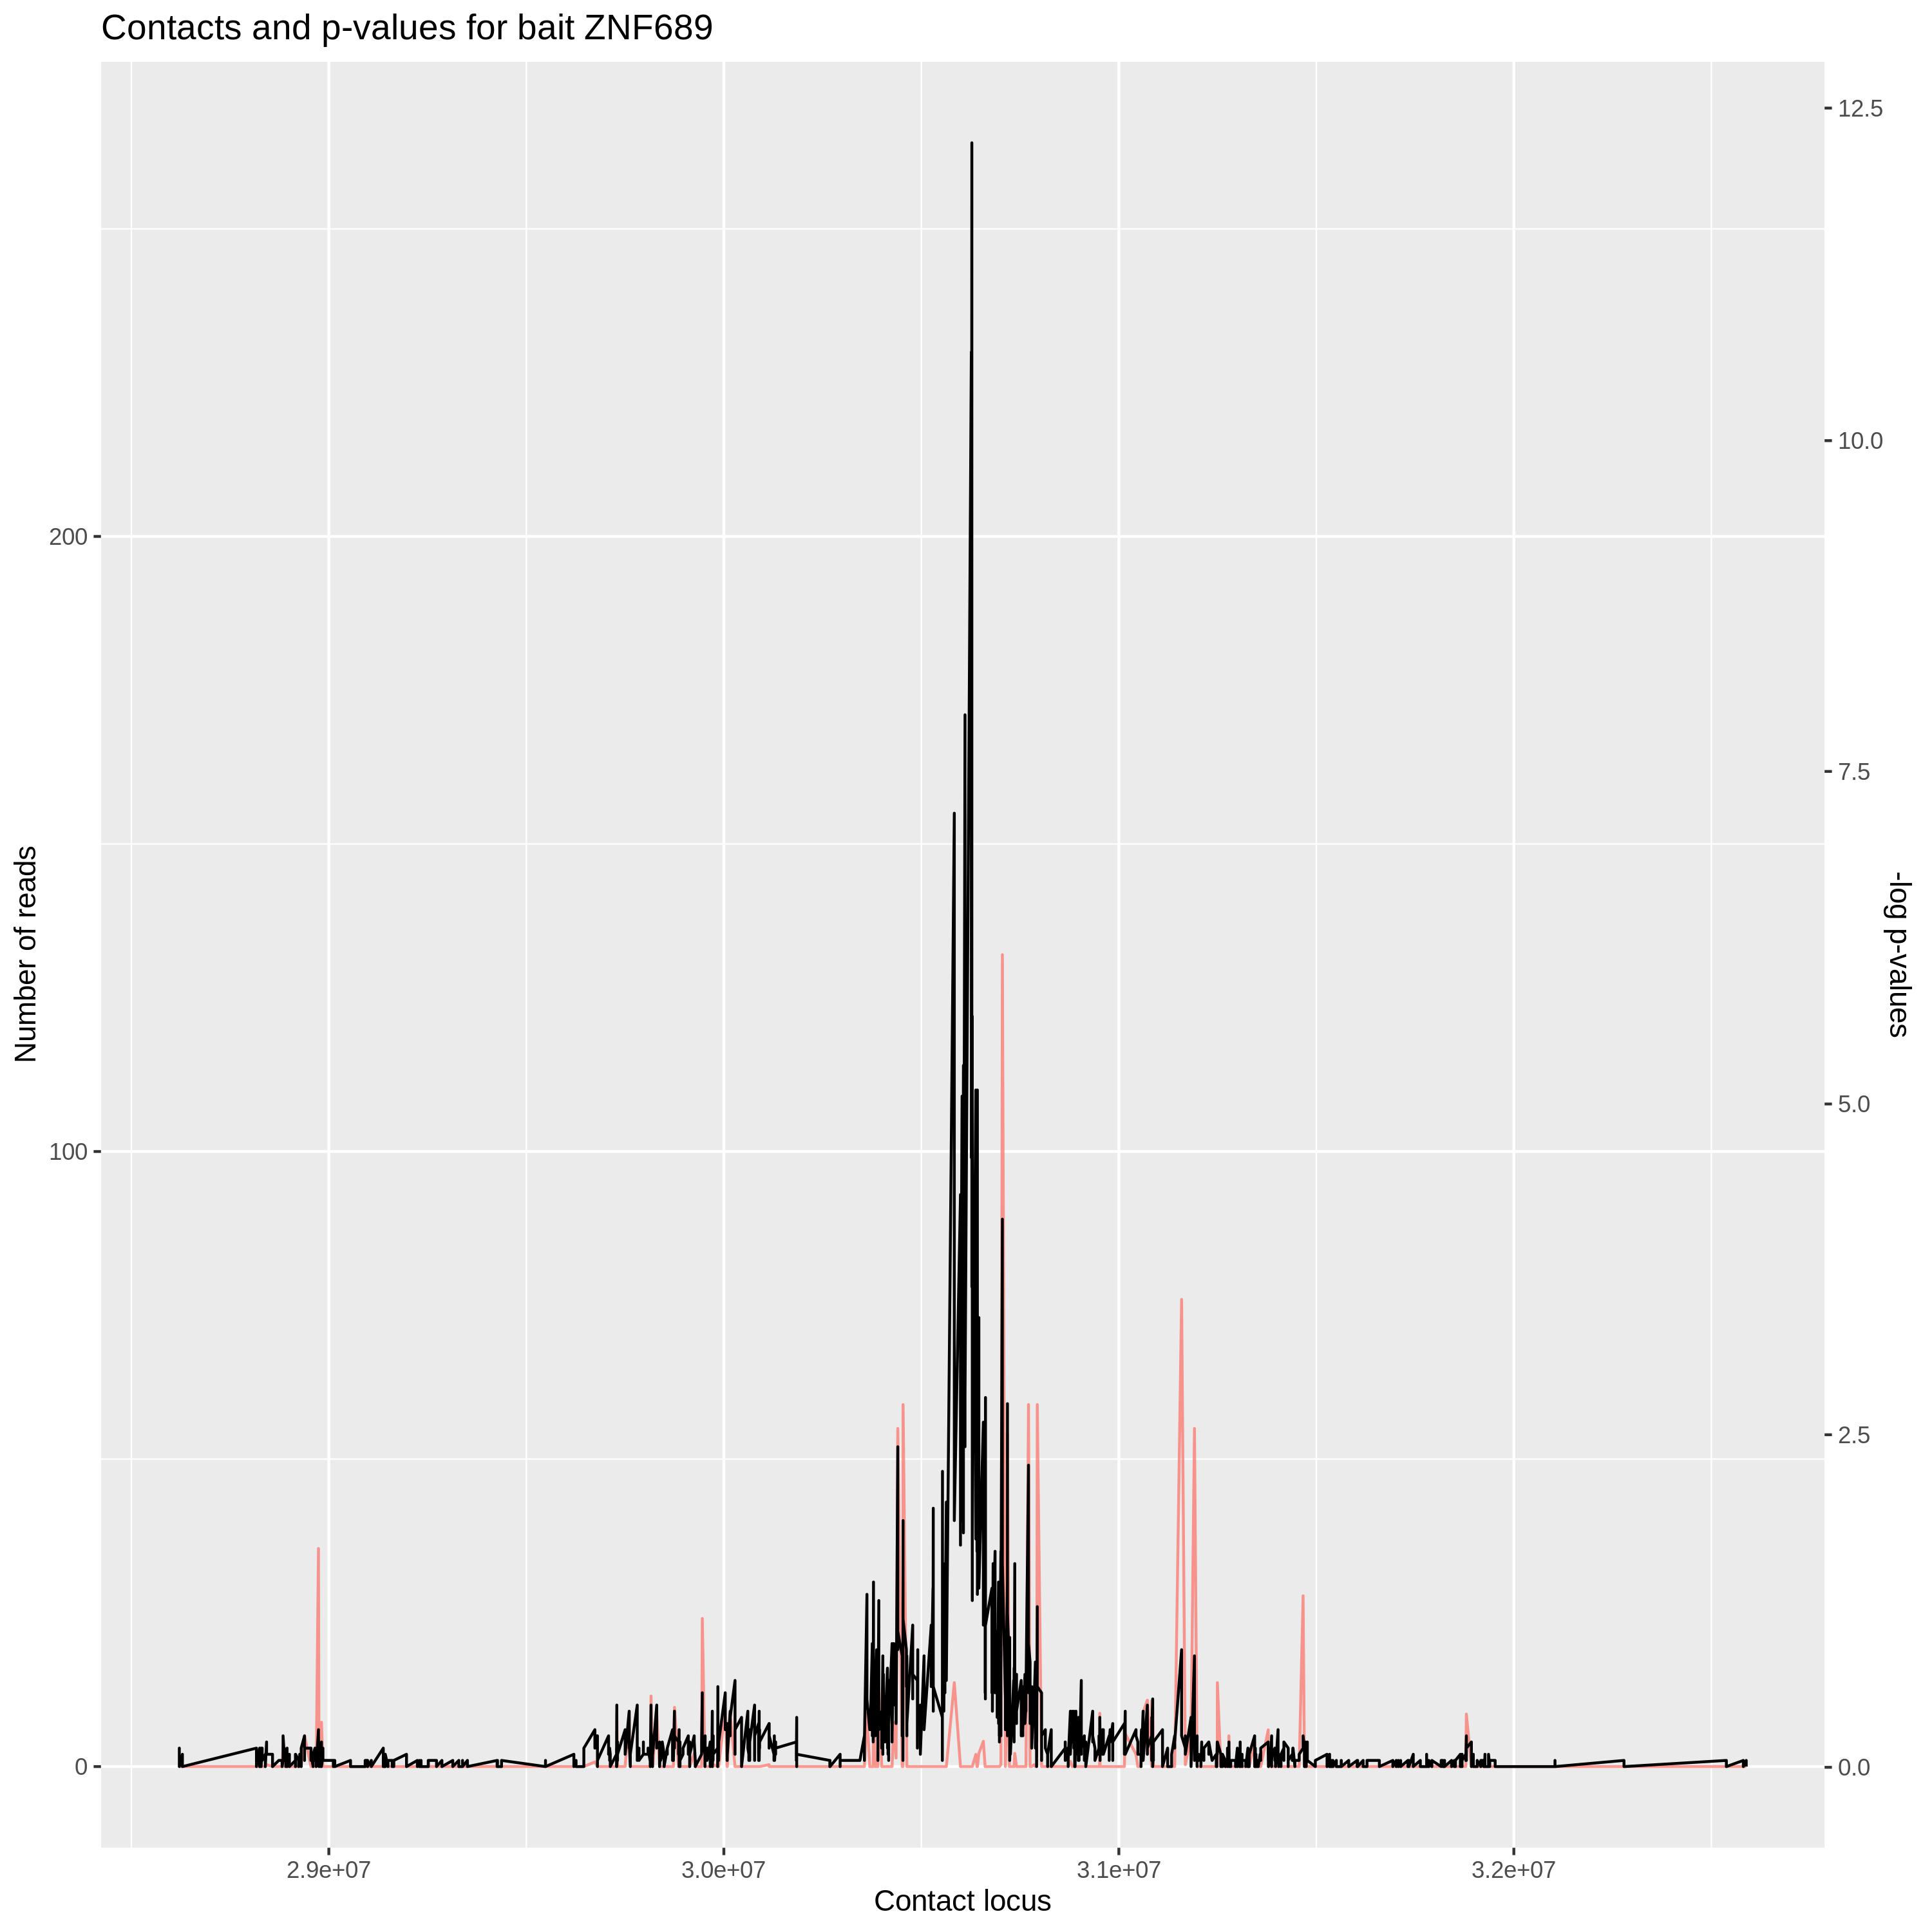 Contacts and p-values for bait ZNF689
12.5
10.0
200
7.5
Number of reads
-log p-values
5.0
100
2.5
0
0.0
2.9e+07
3.0e+07
3.1e+07
3.2e+07
Contact locus